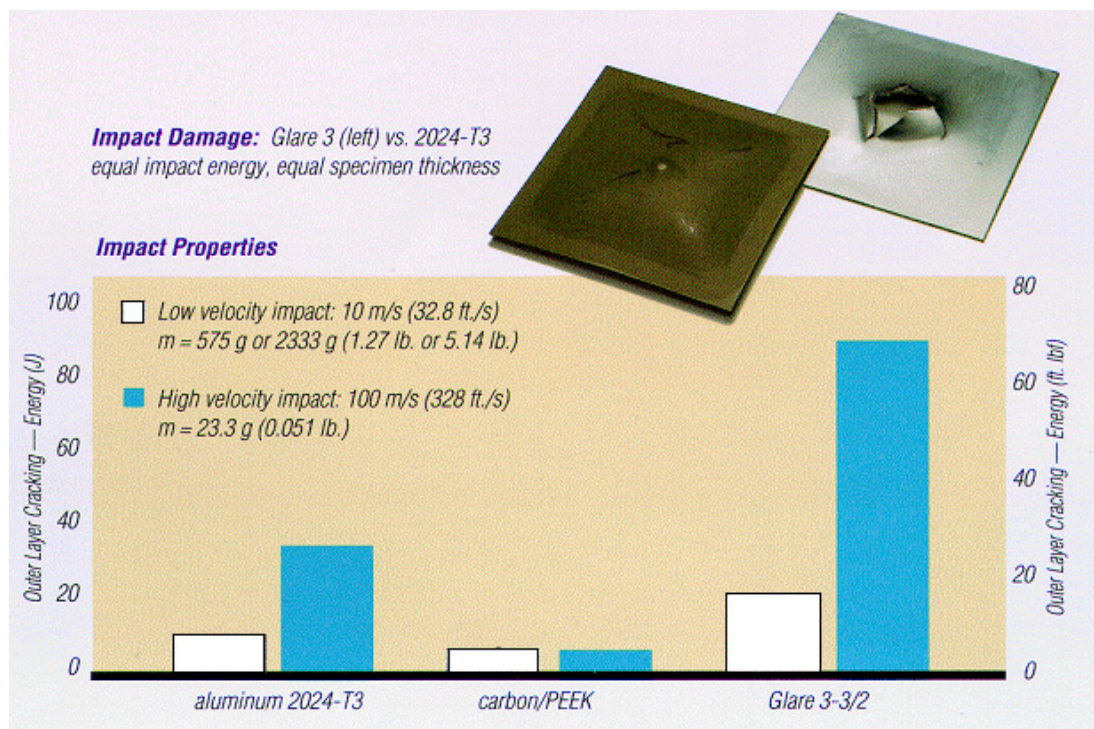 Impact Damage: Glare 3 (left) vs. 2024-T3
equal impact energy, equal specimen thickness
Impact Properties
Low velocity impact: 10 m/s (32.8 ft./s)
m = 575 g or 2333 g (1.27 lb. or 5.14 lb.)
High velocity impact: 100 m/s (328 ft./s)
m = 23.3 g (0.051 lb.)
Outer Layer Cracking — Energy (J)
100
80
60
40
20
0
80
60
40
20
0
Outer Layer Cracking — Energy (ft. lbf)
aluminum 2024-T3
carbon/PEEK
Glare 3-3/2